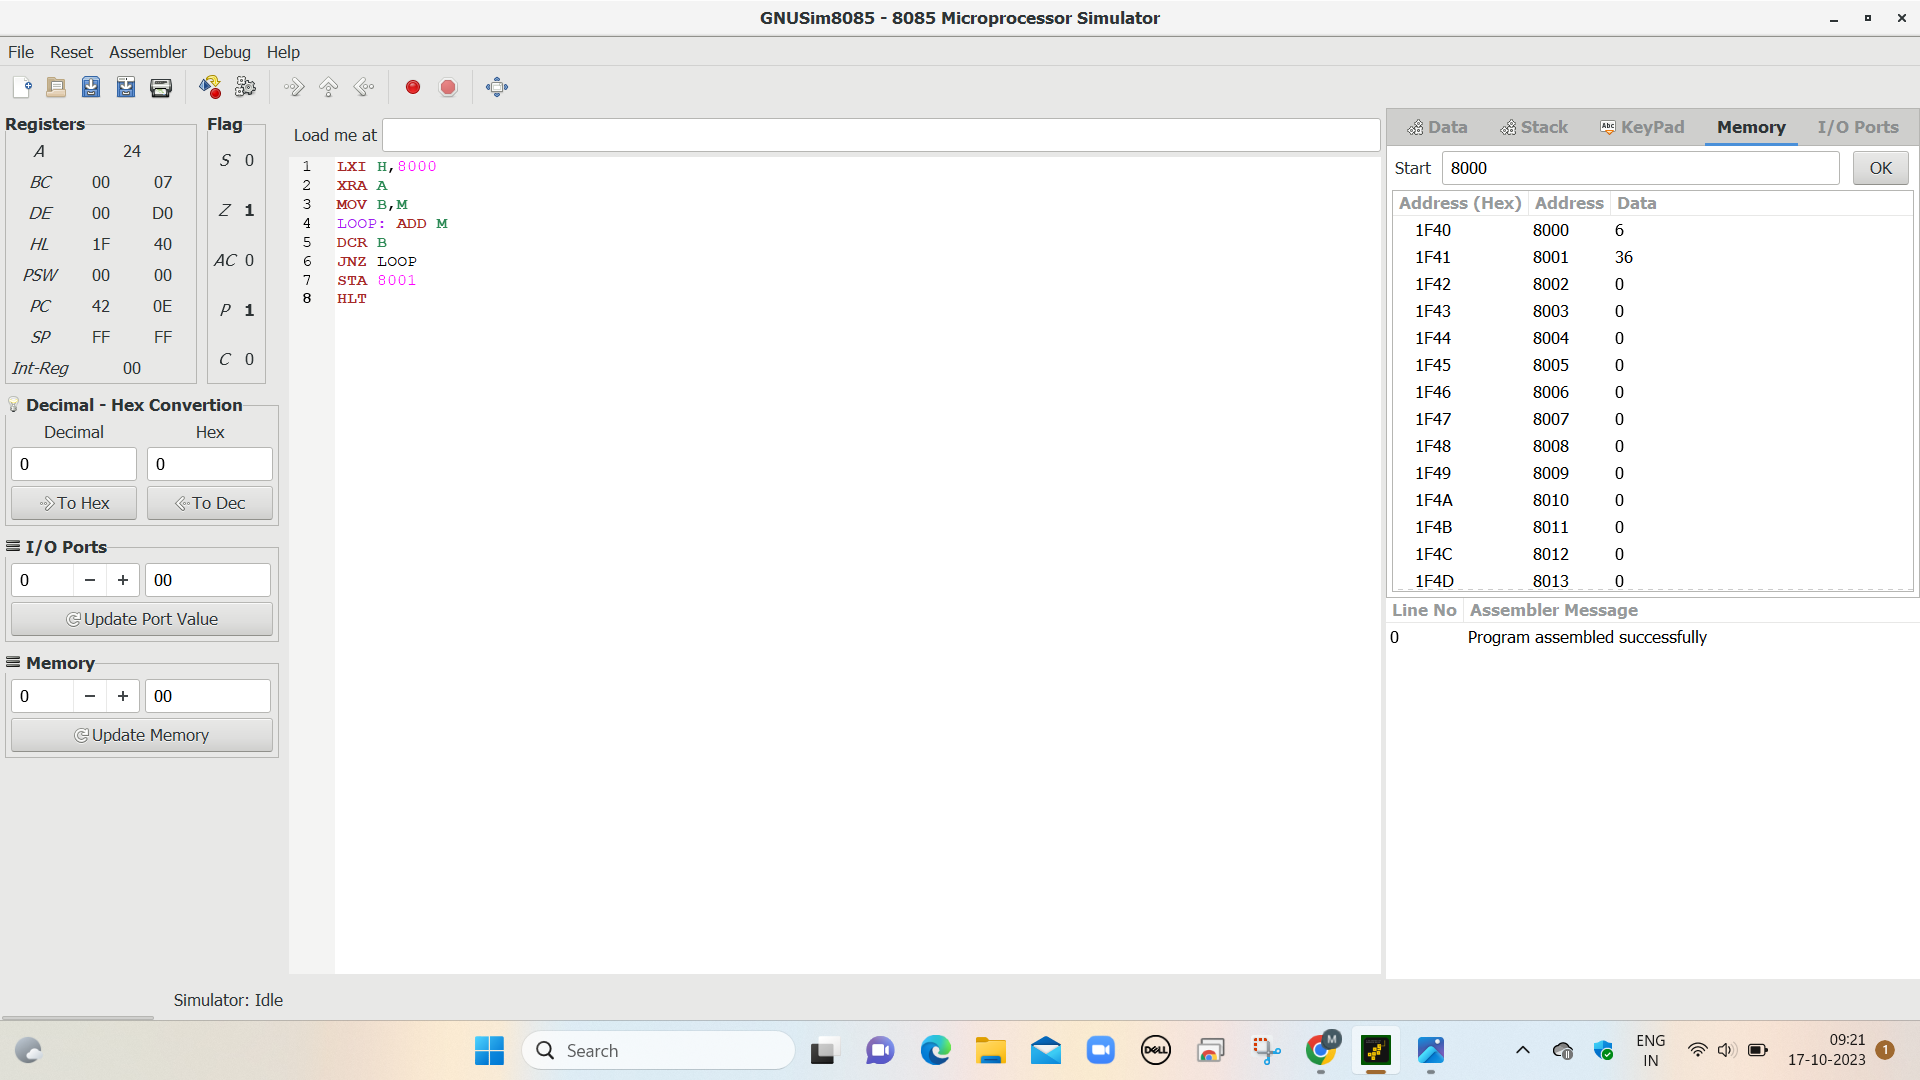 GNUSim8085 - 8085 Microprocessor Simulator
File Reset Assembler Debug Help
Registers
A 24
BC 00 07
DE 00 D0
HL 1F 40
PSW 00 00
PC 42 0E
SP FF FF
Int-Reg 00
Flag
S 0
Z 1
AC 0
P 1
C 0
Decimal - Hex Convertion
Decimal Hex
0 0
To Hex To Dec
I/O Ports
0 − + 00
Update Port Value
Memory
0 − + 00
Update Memory
Load me at
1 LXI H,8000
2 XRA A
3 MOV B,M
4 LOOP: ADD M
5 DCR B
6 JNZ LOOP
7 STA 8001
8 HLT
Data Stack Abc KeyPad Memory I/O Ports
Start 8000 OK
Address (Hex) Address Data
1F40 8000 6
1F41 8001 36
1F42 8002 0
1F43 8003 0
1F44 8004 0
1F45 8005 0
1F46 8006 0
1F47 8007 0
1F48 8008 0
1F49 8009 0
1F4A 8010 0
1F4B 8011 0
1F4C 8012 0
1F4D 8013 0
Line No Assembler Message
0 Program assembled successfully
Simulator: Idle
Search
DELL
M
ENG
IN
09:21
17-10-2023
1